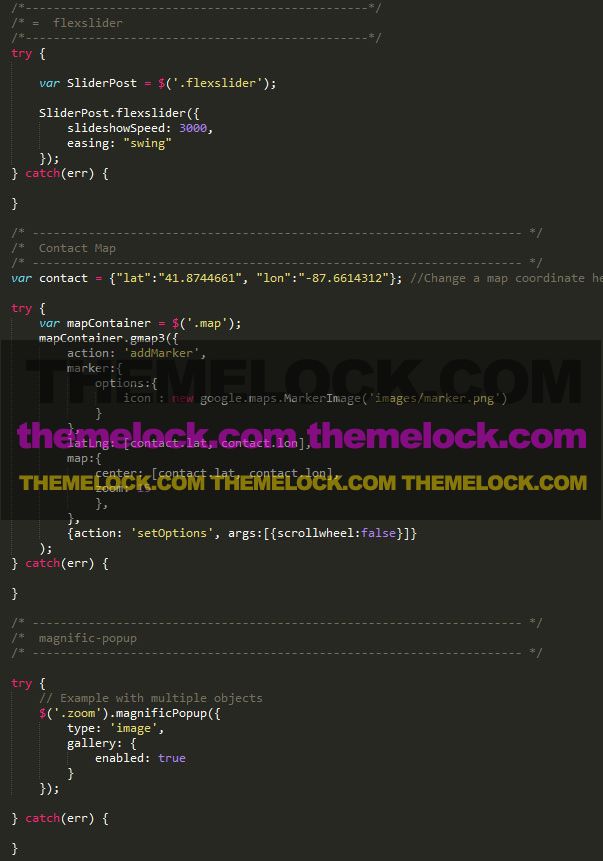 /*-------------------------------------------------*/
/* =  flexslider
/*-------------------------------------------------*/
try {
var SliderPost = $('.flexslider');
SliderPost.flexslider({
slideshowSpeed: 3000,
easing: "swing"
});
} catch(err) {
}
/* ---------------------------------------------------------------------- */
/*  Contact Map
/* ---------------------------------------------------------------------- */
var contact = {"lat":"41.8744661", "lon":"-87.6614312"}; //Change a map coordinate he
try {
var mapContainer = $('.map');
mapContainer.gmap3({
action: 'addMarker',
marker:{
options:{
icon : new google.maps.MarkerImage('images/marker.png')
}
},
latLng: [contact.lat, contact.lon],
map:{
center: [contact.lat, contact.lon],
zoom:
},
},
{action: 'setOptions', args:[{scrollwheel:false}]}
);
} catch(err) {
}
/* ---------------------------------------------------------------------- */
/*  magnific-popup
/* ---------------------------------------------------------------------- */
try {
// Example with multiple objects
$('.zoom').magnificPopup({
type: 'image',
gallery: {
enabled: true
}
});
} catch(err) {
}
THEMELOCK.COM
themelock.com themelock.com
THEMELOCK.COM THEMELOCK.COM THEMELOCK.COM